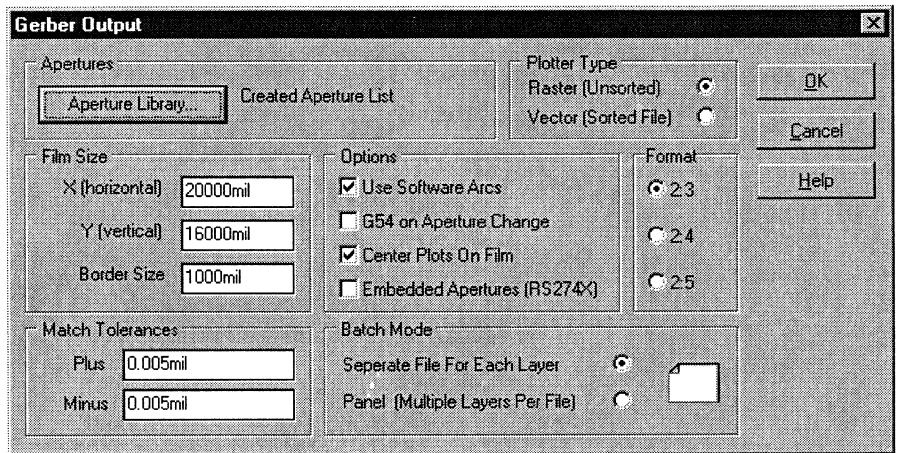 Gerber Output
Apertures
Aperture Library...
Created Aperture List
Plotter Type
Raster (Unsorted)
Vector (Sorted File)
OK
Cancel
Help
Film Size
X (horizontal) 20000mil
Y (vertical) 16000mil
Border Size 1000mil
Options
Use Software Arcs
G54 on Aperture Change
Center Plots On Film
Embedded Apertures (RS274X)
Format
2:3
2:4
2:5
Match Tolerances
Plus 0.005mil
Minus 0.005mil
Batch Mode
Seperate File For Each Layer
Panel (Multiple Layers Per File)